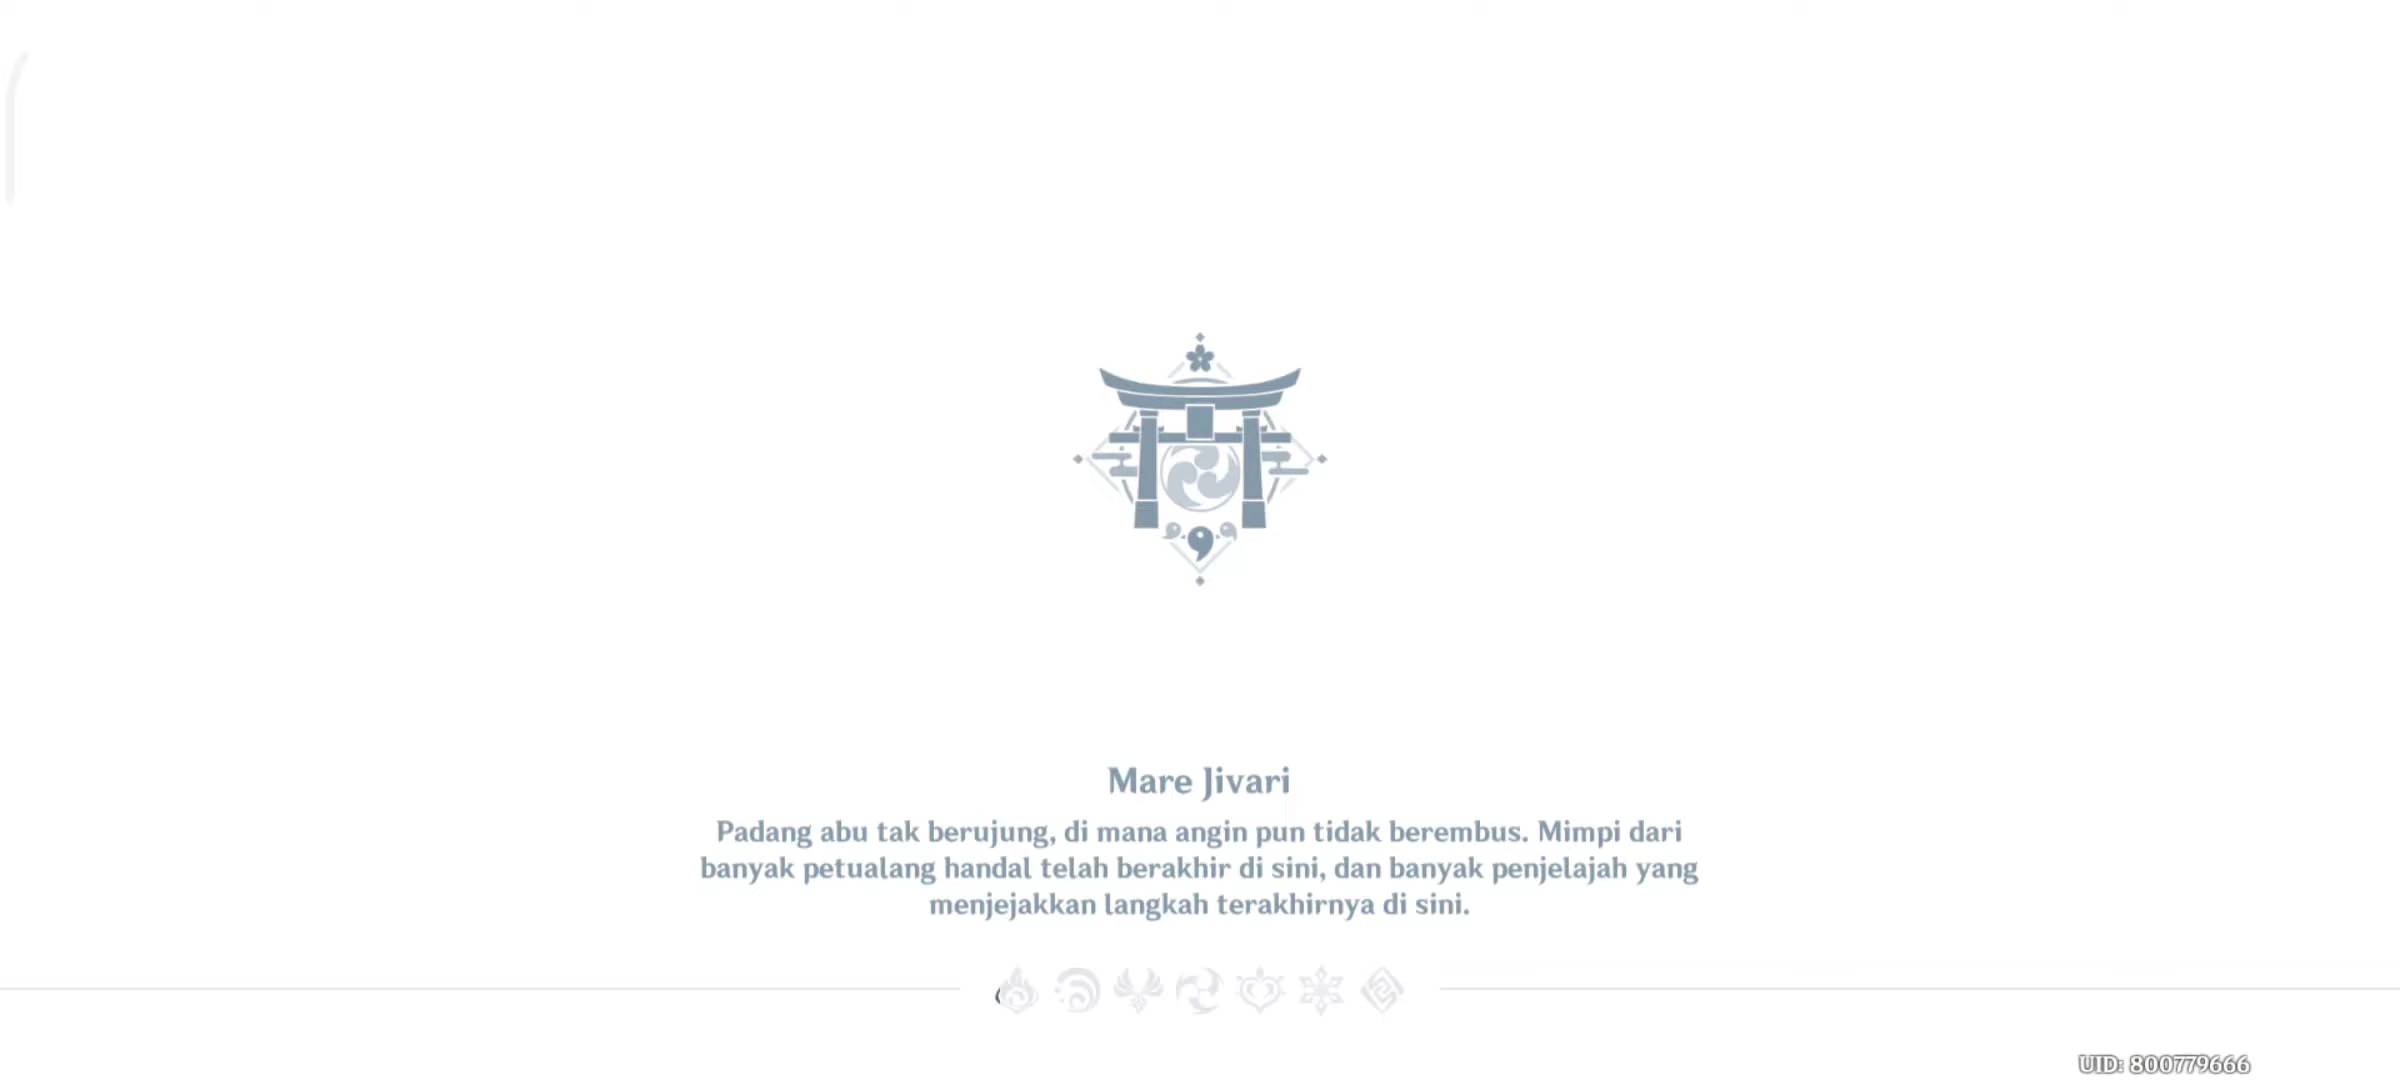 Mare Jivari
Padang abu tak berujung, di mana angin pun tidak berembus. Mimpi dari
banyak petualang handal telah berakhir di sini, dan banyak penjelajah yang
menjejakkan langkah terakhirnya di sini.
UID: 800779666